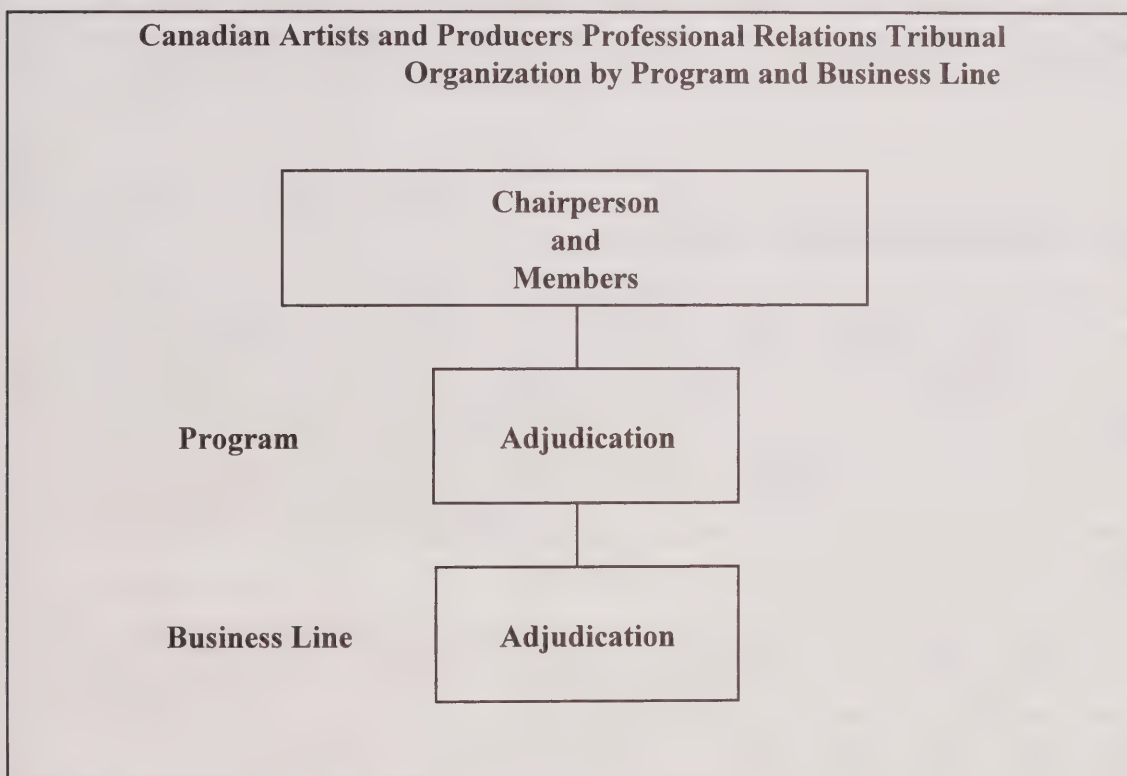 Canadian Artists and Producers Professional Relations Tribunal
Organization by Program and Business Line
Chairperson
and
Members
Program
Adjudication
Business Line
Adjudication